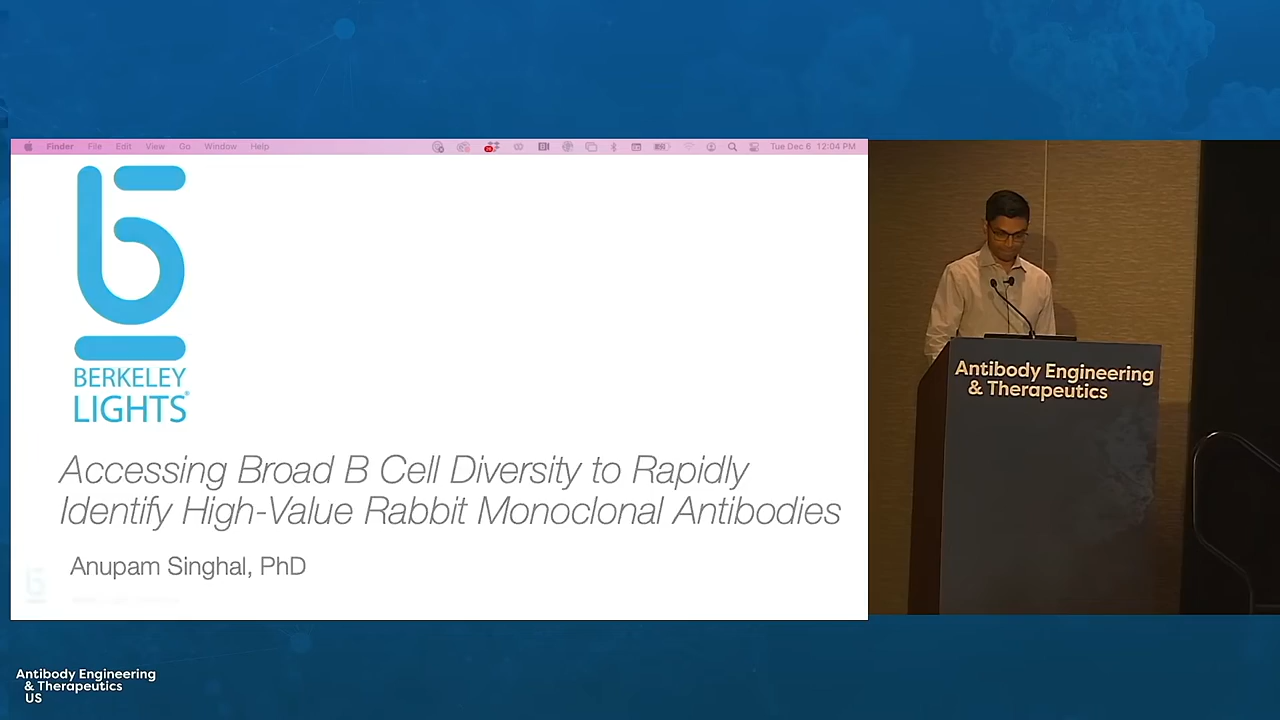 Finder File Edit View Go Window Help Tue Dec 6 12:04 PM
BERKELEY
LIGHTS®
Accessing Broad B Cell Diversity to Rapidly
Identify High-Value Rabbit Monoclonal Antibodies
Anupam Singhal, PhD
Antibody Engineering
& Therapeutics
Antibody Engineering
& Therapeutics
US